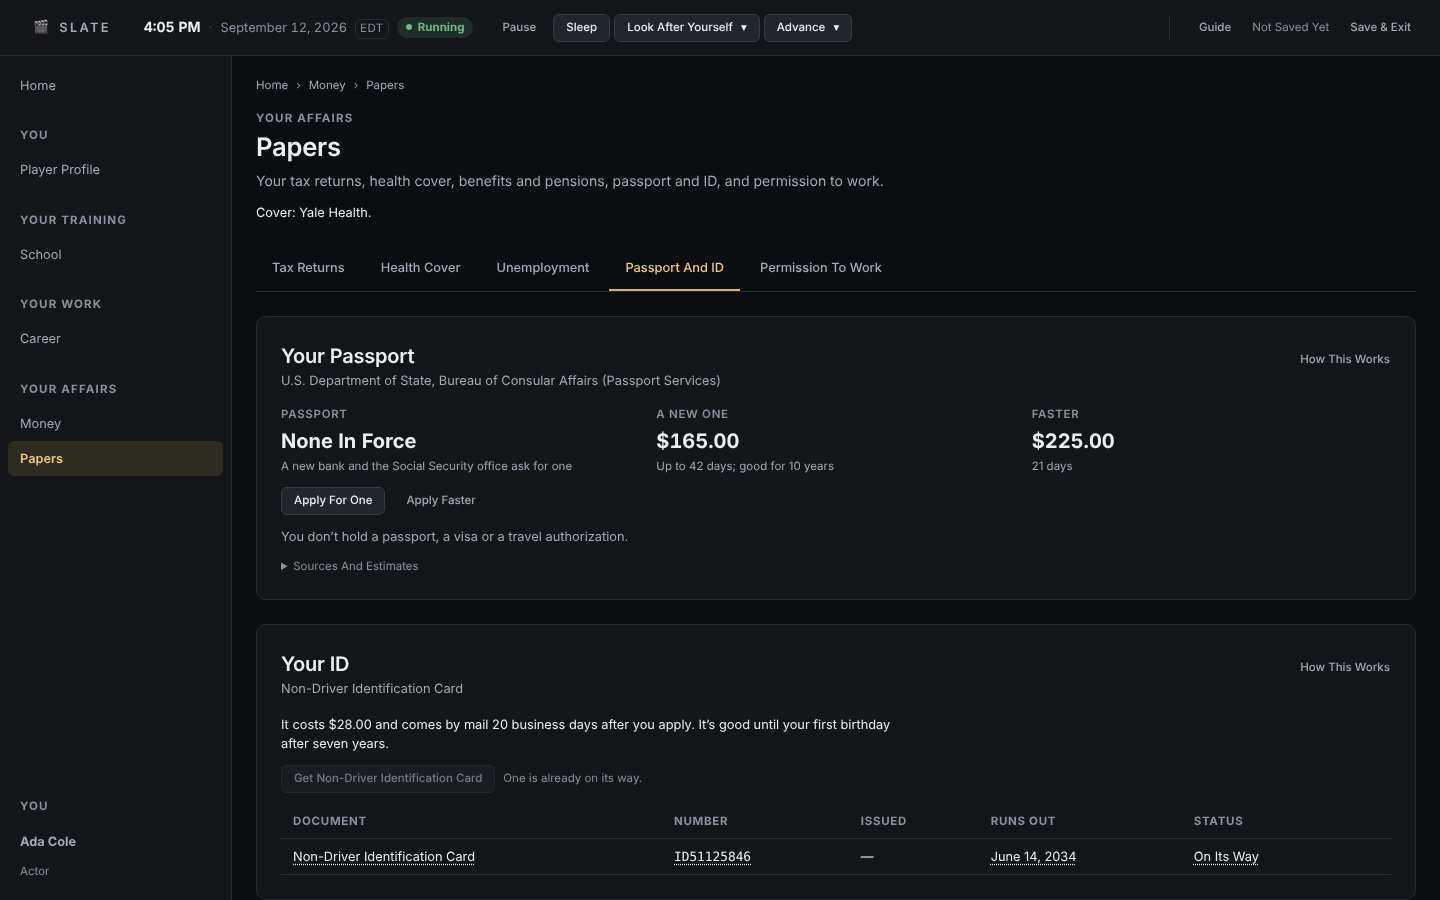 SLATE
4:05 PM · September 12, 2026 EDT Running
Pause
Sleep
Look After Yourself ▾
Advance ▾
Guide
Not Saved Yet
Save & Exit
Home
YOU
Player Profile
YOUR TRAINING
School
YOUR WORK
Career
YOUR AFFAIRS
Money
Papers
YOU
Ada Cole
Actor
Home › Money › Papers
YOUR AFFAIRS
Papers
Your tax returns, health cover, benefits and pensions, passport and ID, and permission to work.
Cover: Yale Health.
Tax Returns
Health Cover
Unemployment
Passport And ID
Permission To Work
Your Passport
How This Works
U.S. Department of State, Bureau of Consular Affairs (Passport Services)
PASSPORT
None In Force
A new bank and the Social Security office ask for one
A NEW ONE
$165.00
Up to 42 days; good for 10 years
FASTER
$225.00
21 days
Apply For One
Apply Faster
You don’t hold a passport, a visa or a travel authorization.
Sources And Estimates
Your ID
How This Works
Non-Driver Identification Card
It costs $28.00 and comes by mail 20 business days after you apply. It’s good until your first birthday
after seven years.
Get Non-Driver Identification Card
One is already on its way.
DOCUMENT NUMBER ISSUED RUNS OUT STATUS
Non-Driver Identification Card ID51125846 — June 14, 2034 On Its Way